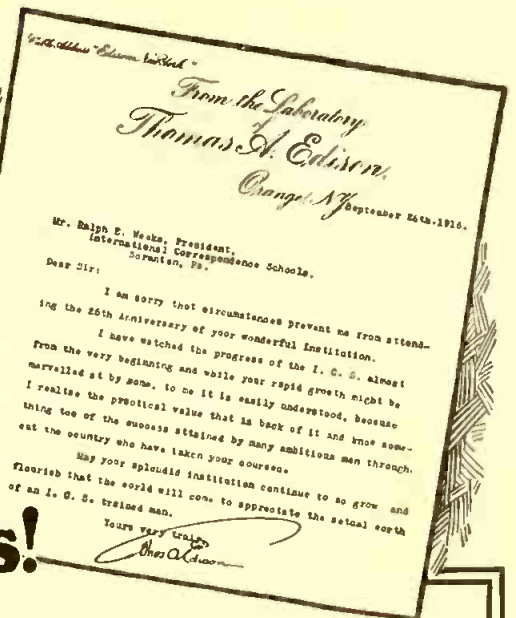 Cable Address "Edison New York"
From the Laboratory
of
Thomas A. Edison.
Orange, N.J. September 26th. 1916.
Mr. Ralph E. Weeks, President,
International Correspondence Schools,
Scranton, Pa.
Dear Sir:
I am sorry that circumstances prevent me from attend-
ing the 25th Anniversary of your wonderful Institution.
I have watched the progress of the I. C. S. almost
from the very beginning and while your rapid growth might be
marvelled at by some, to me it is easily understood, because
I realize the practical value that is back of it and know some-
thing too of the success attained by many ambitious men through-
out the country who have taken your courses.
May your splendid institution continue to so grow and
flourish that the world will come to appreciate the actual worth
of an I. C. S. trained man.
Yours very truly,
Thos A Edison
s!